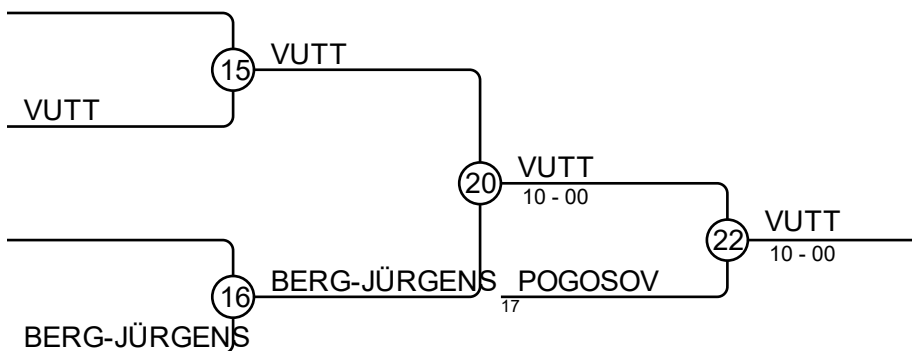 15
VUTT
VUTT
20
VUTT
10 - 00
22
VUTT
10 - 00
16
BERG-JÜRGENS
17
POGOSOV
BERG-JÜRGENS